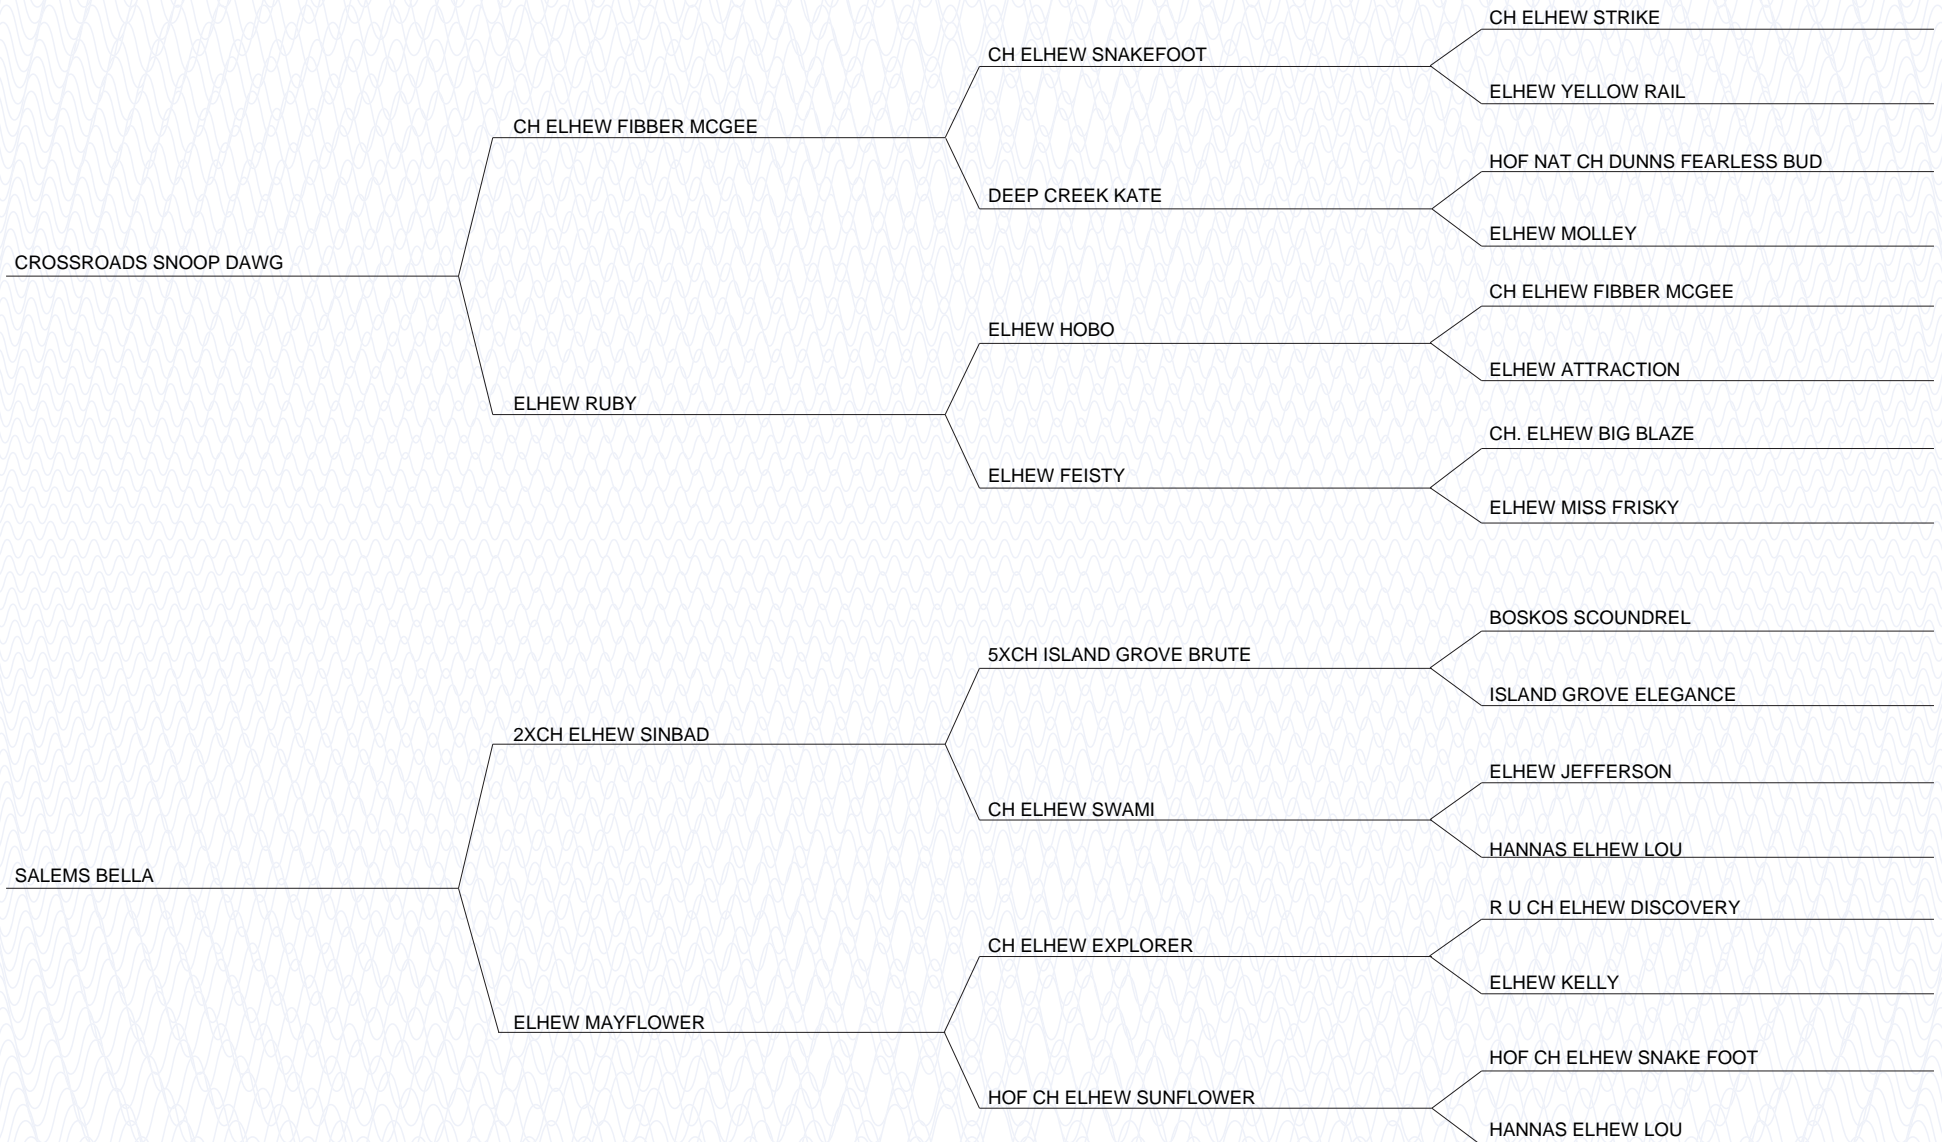 CH ELHEW STRIKE
CH ELHEW SNAKEFOOT
ELHEW YELLOW RAIL
CH ELHEW FIBBER MCGEE
HOF NAT CH DUNNS FEARLESS BUD
DEEP CREEK KATE
ELHEW MOLLEY
CROSSROADS SNOOP DAWG
CH ELHEW FIBBER MCGEE
ELHEW HOBO
ELHEW ATTRACTION
ELHEW RUBY
CH. ELHEW BIG BLAZE
ELHEW FEISTY
ELHEW MISS FRISKY
BOSKOS SCOUNDREL
5XCH ISLAND GROVE BRUTE
ISLAND GROVE ELEGANCE
2XCH ELHEW SINBAD
ELHEW JEFFERSON
CH ELHEW SWAMI
HANNAS ELHEW LOU
SALEMS BELLA
R U CH ELHEW DISCOVERY
CH ELHEW EXPLORER
ELHEW KELLY
ELHEW MAYFLOWER
HOF CH ELHEW SNAKE FOOT
HOF CH ELHEW SUNFLOWER
HANNAS ELHEW LOU